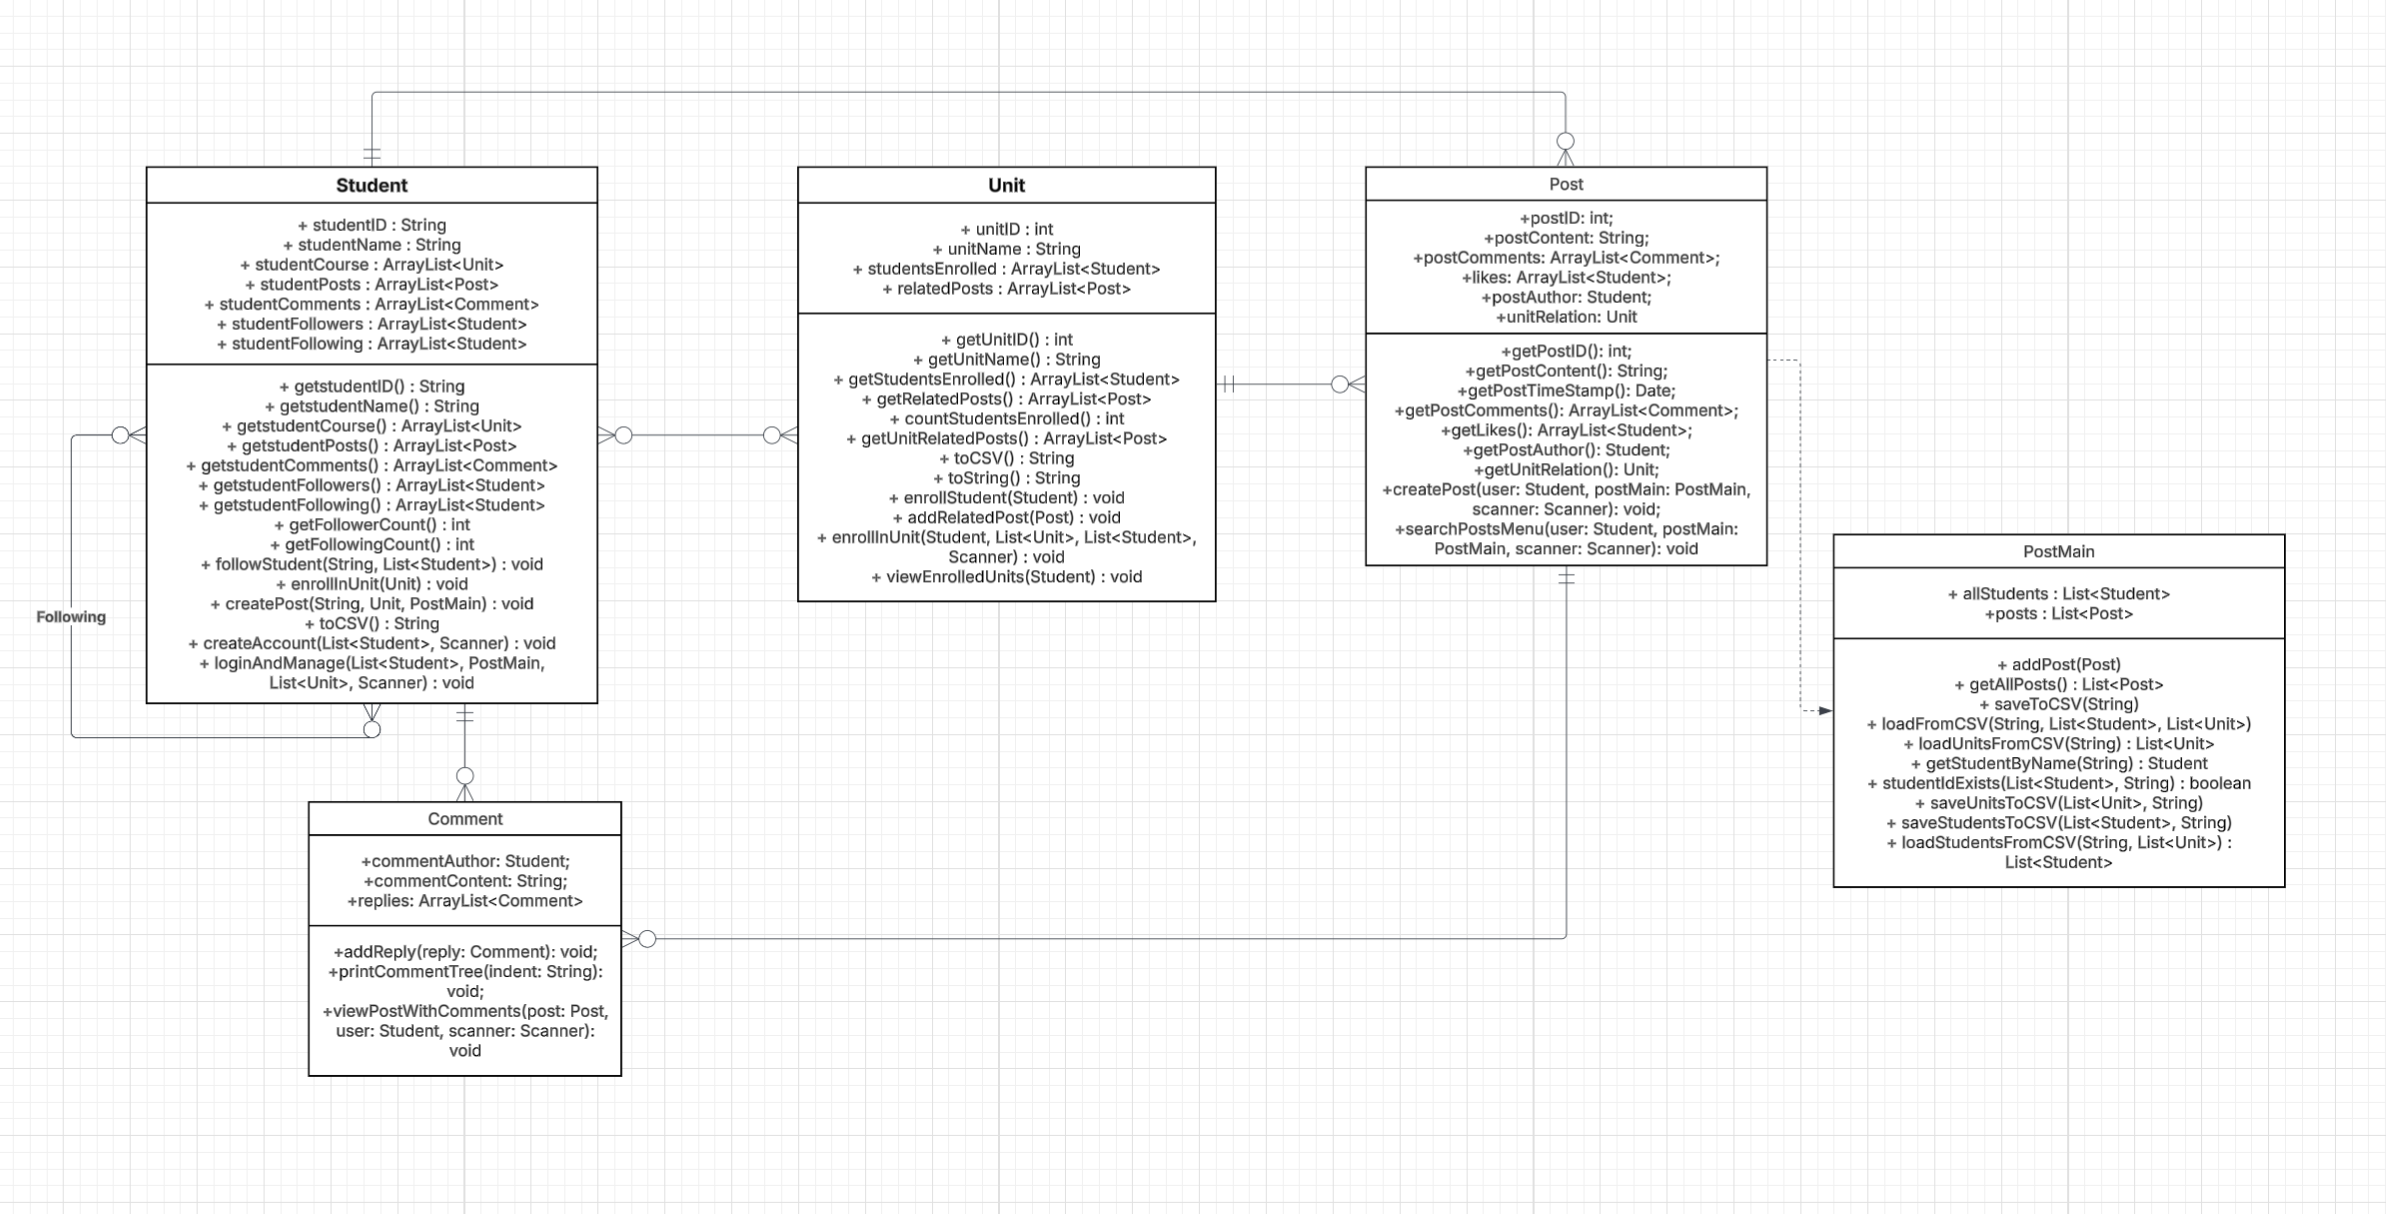 Student
+ studentID : String
+ studentName : String
+ studentCourse : ArrayList<Unit>
+ studentPosts : ArrayList<Post>
+ studentComments : ArrayList<Comment>
+ studentFollowers : ArrayList<Student>
+ studentFollowing : ArrayList<Student>
+ getstudentID() : String
+ getstudentName() : String
+ getstudentCourse() : ArrayList<Unit>
+ getstudentPosts() : ArrayList<Post>
+ getstudentComments() : ArrayList<Comment>
+ getstudentFollowers() : ArrayList<Student>
+ getstudentFollowing() : ArrayList<Student>
+ getFollowerCount() : int
+ getFollowingCount() : int
+ followStudent(String, List<Student>) : void
+ enrollInUnit(Unit) : void
+ createPost(String, Unit, PostMain) : void
+ toCSV() : String
+ createAccount(List<Student>, Scanner) : void
+ loginAndManage(List<Student>, PostMain,
List<Unit>, Scanner) : void
Following
Unit
+ unitID : int
+ unitName : String
+ studentsEnrolled : ArrayList<Student>
+ relatedPosts : ArrayList<Post>
+ getUnitID() : int
+ getUnitName() : String
+ getStudentsEnrolled() : ArrayList<Student>
+ getRelatedPosts() : ArrayList<Post>
+ countStudentsEnrolled() : int
+ getUnitRelatedPosts() : ArrayList<Post>
+ toCSV() : String
+ toString() : String
+ enrollStudent(Student) : void
+ addRelatedPost(Post) : void
+ enrollInUnit(Student, List<Unit>, List<Student>,
Scanner) : void
+ viewEnrolledUnits(Student) : void
Post
+postID: int;
+postContent: String;
+postComments: ArrayList<Comment>;
+likes: ArrayList<Student>;
+postAuthor: Student;
+unitRelation: Unit
+getPostID(): int;
+getPostContent(): String;
+getPostTimeStamp(): Date;
+getPostComments(): ArrayList<Comment>;
+getLikes(): ArrayList<Student>;
+getPostAuthor(): Student;
+getUnitRelation(): Unit;
+createPost(user: Student, postMain: PostMain,
scanner: Scanner): void;
+searchPostsMenu(user: Student, postMain:
PostMain, scanner: Scanner): void
PostMain
+ allStudents : List<Student>
+posts : List<Post>
+ addPost(Post)
+ getAllPosts() : List<Post>
+ saveToCSV(String)
+ loadFromCSV(String, List<Student>, List<Unit>)
+ loadUnitsFromCSV(String) : List<Unit>
+ getStudentByName(String) : Student
+ studentIdExists(List<Student>, String) : boolean
+ saveUnitsToCSV(List<Unit>, String)
+ saveStudentsToCSV(List<Student>, String)
+ loadStudentsFromCSV(String, List<Unit>) :
List<Student>
Comment
+commentAuthor: Student;
+commentContent: String;
+replies: ArrayList<Comment>
+addReply(reply: Comment): void;
+printCommentTree(indent: String):
void;
+viewPostWithComments(post: Post,
user: Student, scanner: Scanner):
void